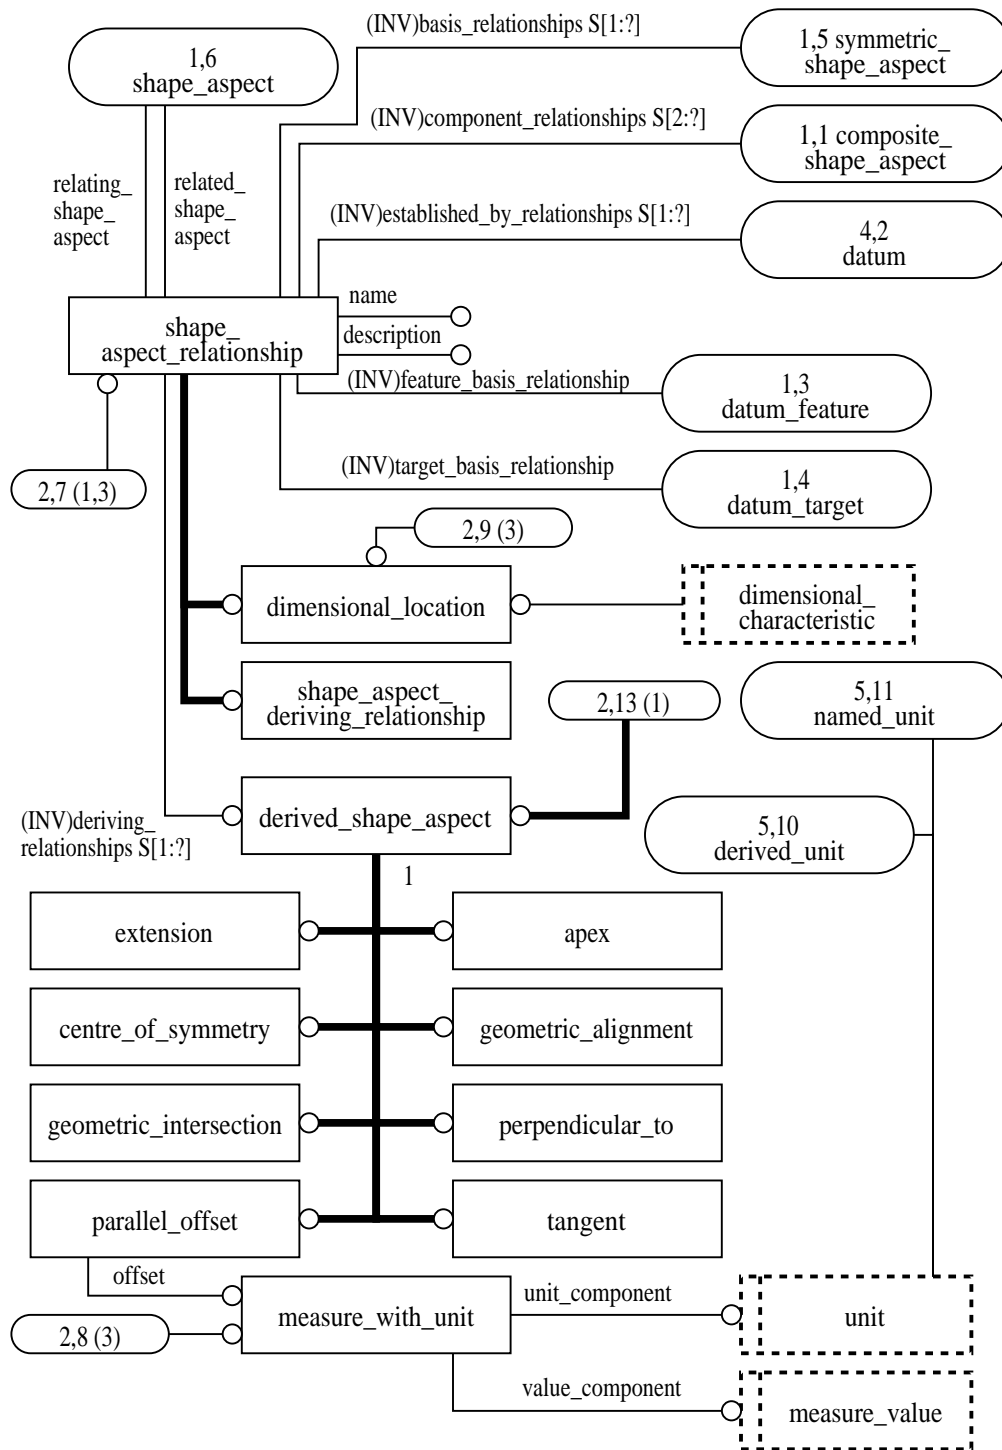 (INV)basis_relationships S[1:?]
1,6
shape_aspect
1,5 symmetric_
shape_aspect
(INV)component_relationships S[2:?]
1,1 composite_
shape_aspect
relating_
shape_
aspect
related_
shape_
aspect
(INV)established_by_relationships S[1:?]
4,2
datum
name
shape_
aspect_relationship
description
(INV)feature_basis_relationship
1,3
datum_feature
2,7 (1,3)
(INV)target_basis_relationship
1,4
datum_target
2,9 (3)
dimensional_location
dimensional_
characteristic
shape_aspect_
deriving_relationship
2,13 (1)
5,11
named_unit
(INV)deriving_
relationships S[1:?]
derived_shape_aspect
5,10
derived_unit
1
extension
apex
centre_of_symmetry
geometric_alignment
geometric_intersection
perpendicular_to
parallel_offset
tangent
offset
measure_with_unit
unit_component
unit
2,8 (3)
value_component
measure_value